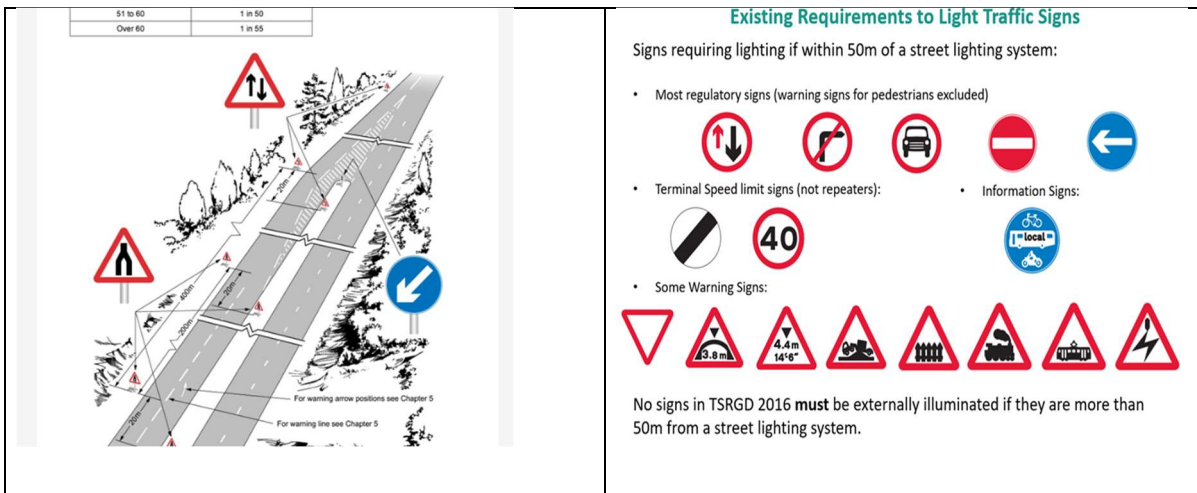 51 to 60 1 in 50
Over 60 1 in 55
20m
400m
20m
200m
20m
For warning arrow positions see Chapter 5
For warning line see Chapter 5
Existing Requirements to Light Traffic Signs
Signs requiring lighting if within 50m of a street lighting system:
• Most regulatory signs (warning signs for pedestrians excluded)
• Terminal Speed limit signs (not repeaters):
• Information Signs:
40
local
• Some Warning Signs:
3.8m
4.4m
14'6"
No signs in TSRGD 2016 must be externally illuminated if they are more than
50m from a street lighting system.